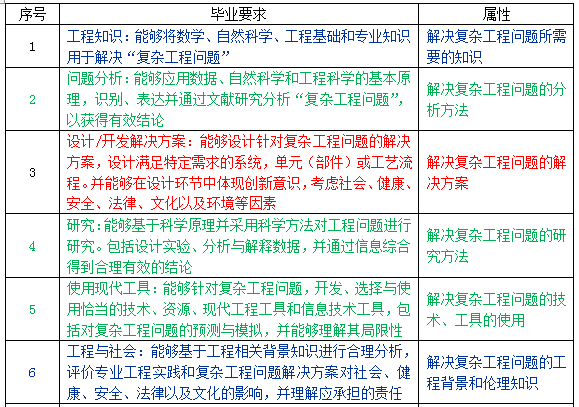 序号 毕业要求 属性
1 工程知识：能够将数学、自然科学、工程基础和专业知识 解决复杂工程问题所需
用于解决“复杂工程问题” 要的知识
问题分析：能够应用数据、自然科学和工程科学的基本原
2 理，识别、表达并通过文献研究分析“复杂工程问题”， 解决复杂工程问题的分
以获得有效结论 析方法
设计/开发解决方案：能够设计针对复杂工程问题的解决
3 方案，设计满足特定需求的系统，单元（部件）或工艺流 解决复杂工程问题的解
程。并能够在设计环节中体现创新意识，考虑社会、健康、 决方案
安全、法律、文化以及环境等因素
研究：能够基于科学原理并采用科学方法对工程问题进行
4 研究。包括设计实验、分析与解释数据，并通过信息综合 解决复杂工程问题的研
得到合理有效的结论 究方法
使用现代工具：能够针对复杂工程问题，开发、选择与使
5 用恰当的技术、资源、现代工程工具和信息技术工具，包 解决复杂工程问题的技
括对复杂工程问题的预测与模拟，并能够理解其局限性 术、工具的使用
工程与社会：能够基于工程相关背景知识进行合理分析，
6 评价专业工程实践和复杂工程问题解决方案对社会、健 解决复杂工程问题的工
康、安全、法律以及文化的影响，并理解应承担的责任 程背景和伦理知识